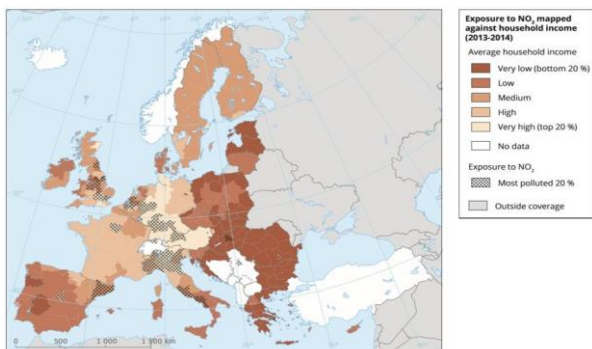 Exposure to NO₂ mapped
against household income
(2013-2014)
Average household income
Very low (bottom 20 %)
Low
Medium
High
Very high (top 20 %)
No data
Exposure to NO₂
Most polluted 20 %
Outside coverage
0 500 1 000 1 500 km